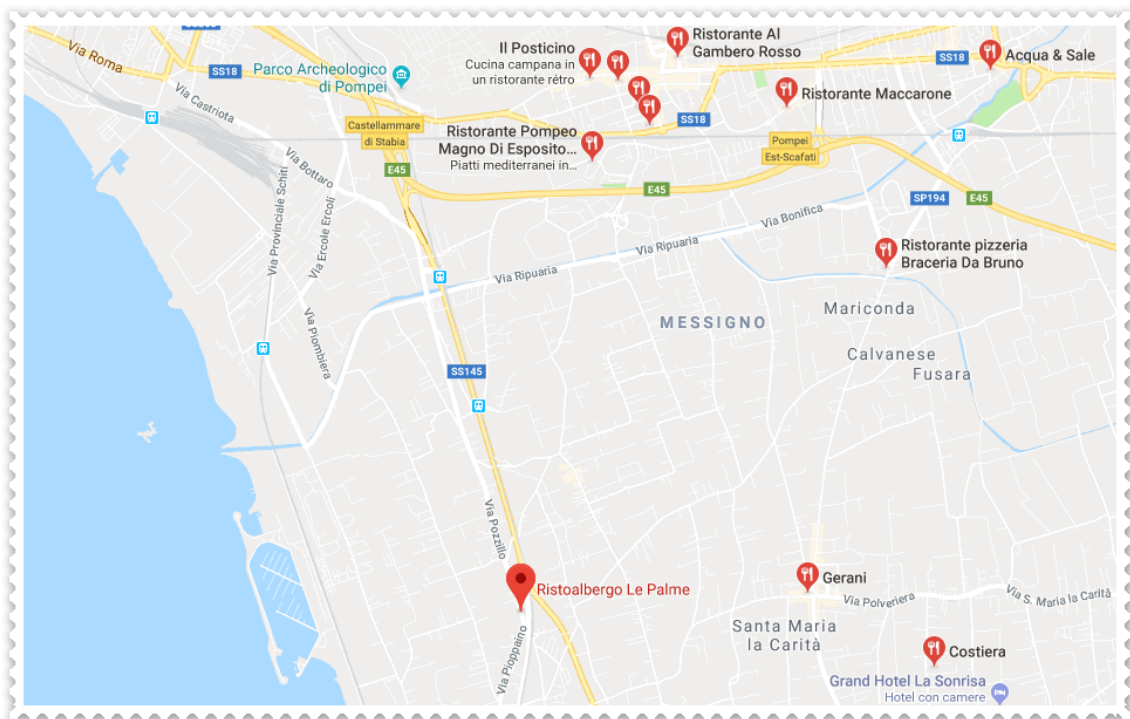 Via Roma
SS18
Parco Archeologico
di Pompei
Il Posticino
Cucina campana in
un ristorante rétro
Ristorante Al
Gambero Rosso
SS18
Acqua & Sale
Via Castriota
Castellammare
di Stabia
E45
Ristorante Pompeo
Magno Di Esposito...
Piatti mediterranei in...
SS18
Ristorante Maccarone
Pompei
Est-Scafati
Via Bottaro
E45
SP194
E45
Via Provinciale Schiti
Via Ercole Ercoli
Via Bonifica
Via Ripuaria
Via Ripuaria
Ristorante pizzeria
Braceria Da Bruno
Via Piombiera
MESSIGNO
Mariconda
Calvanese
Fusara
SS145
Via Pozzillo
Ristoalbergo Le Palme
Gerani
Via Polveriera
Via S. Maria la Carità
Santa Maria
la Carità
Via Pioppaino
Costiera
Grand Hotel La Sonrisa
Hotel con camere